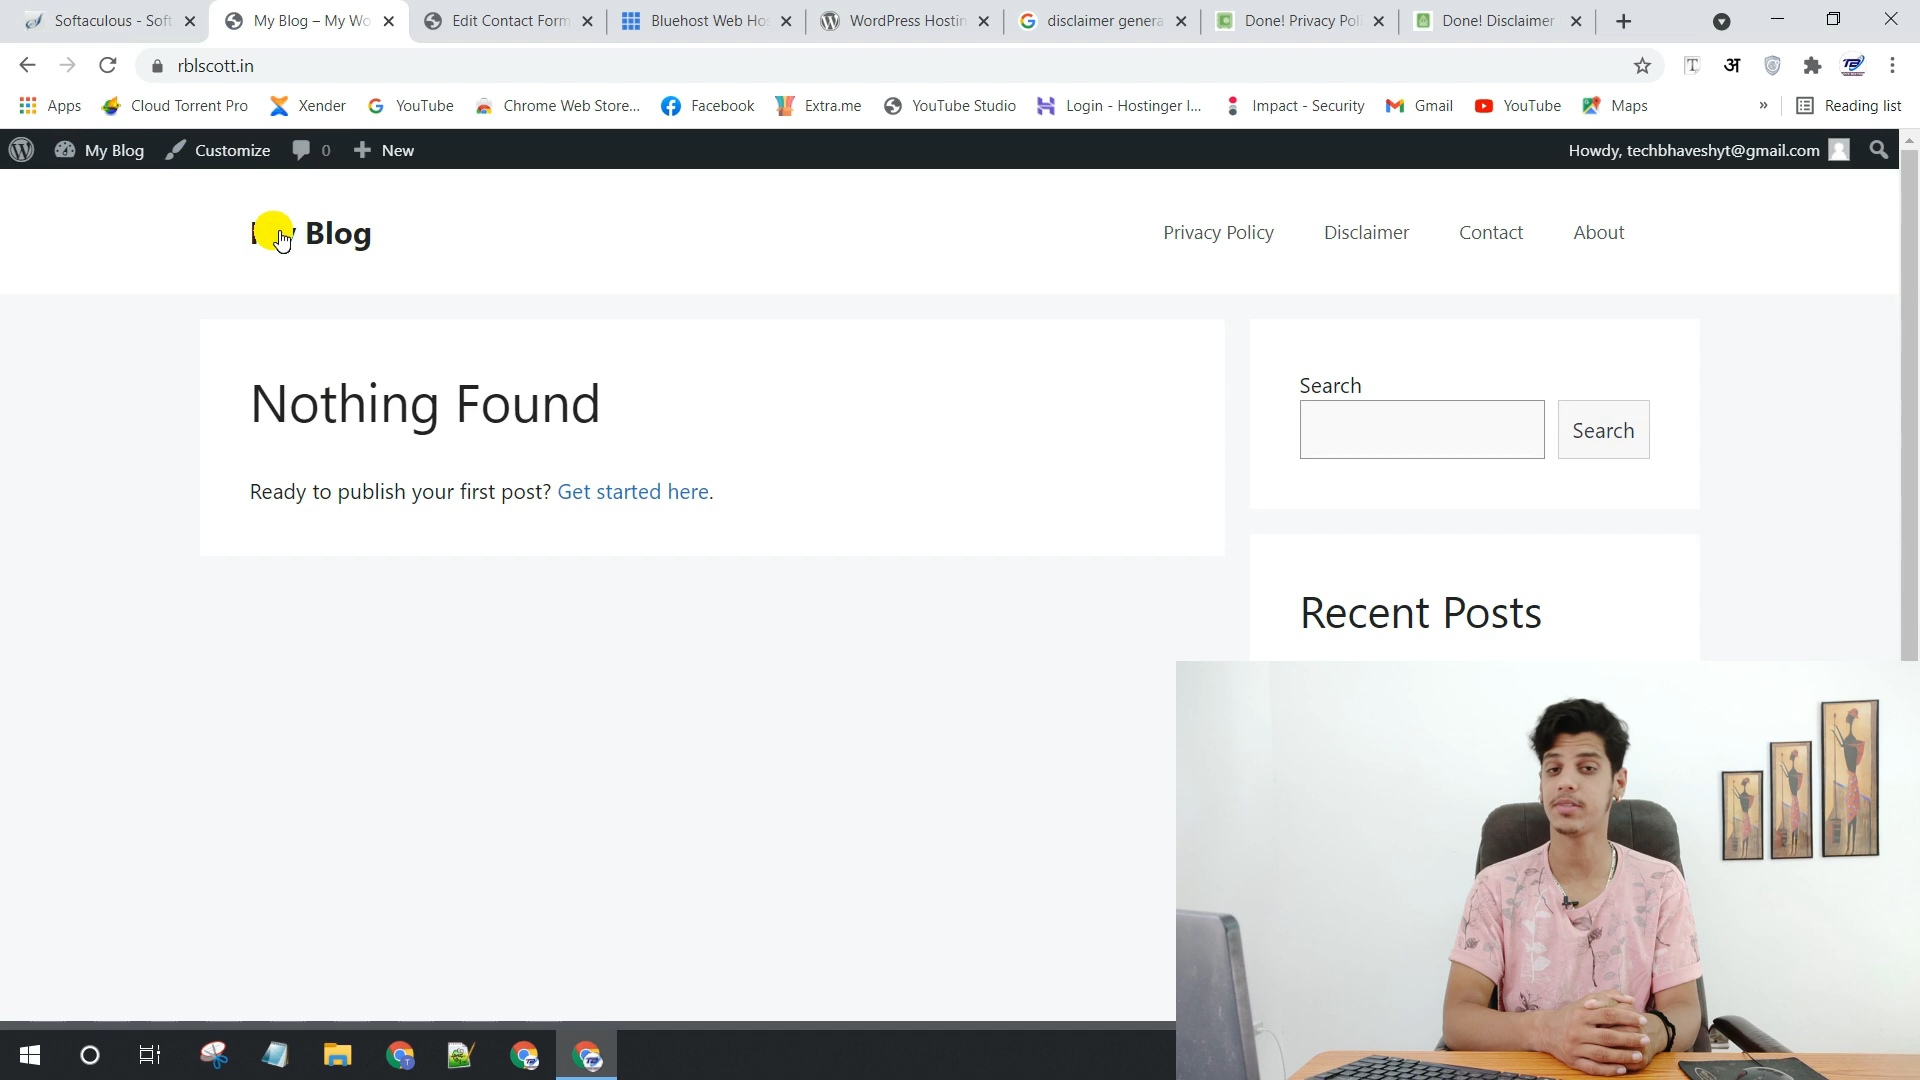 Softaculous - Soft
My Blog – My Wo
Edit Contact Form
Bluehost Web Ho
WordPress Hostin
disclaimer genera
Done! Privacy Poli
Done! Disclaimer
rblscott.in
Apps
Cloud Torrent Pro
Xender
YouTube
Chrome Web Store...
Facebook
Extra.me
YouTube Studio
Login - Hostinger I...
Impact - Security
Gmail
YouTube
Maps
»
Reading list
My Blog
Customize
0
New
Howdy, techbhaveshyt@gmail.com
Blog
Privacy Policy
Disclaimer
Contact
About
Nothing Found
Ready to publish your first post? Get started here.
Search
Search
Recent Posts